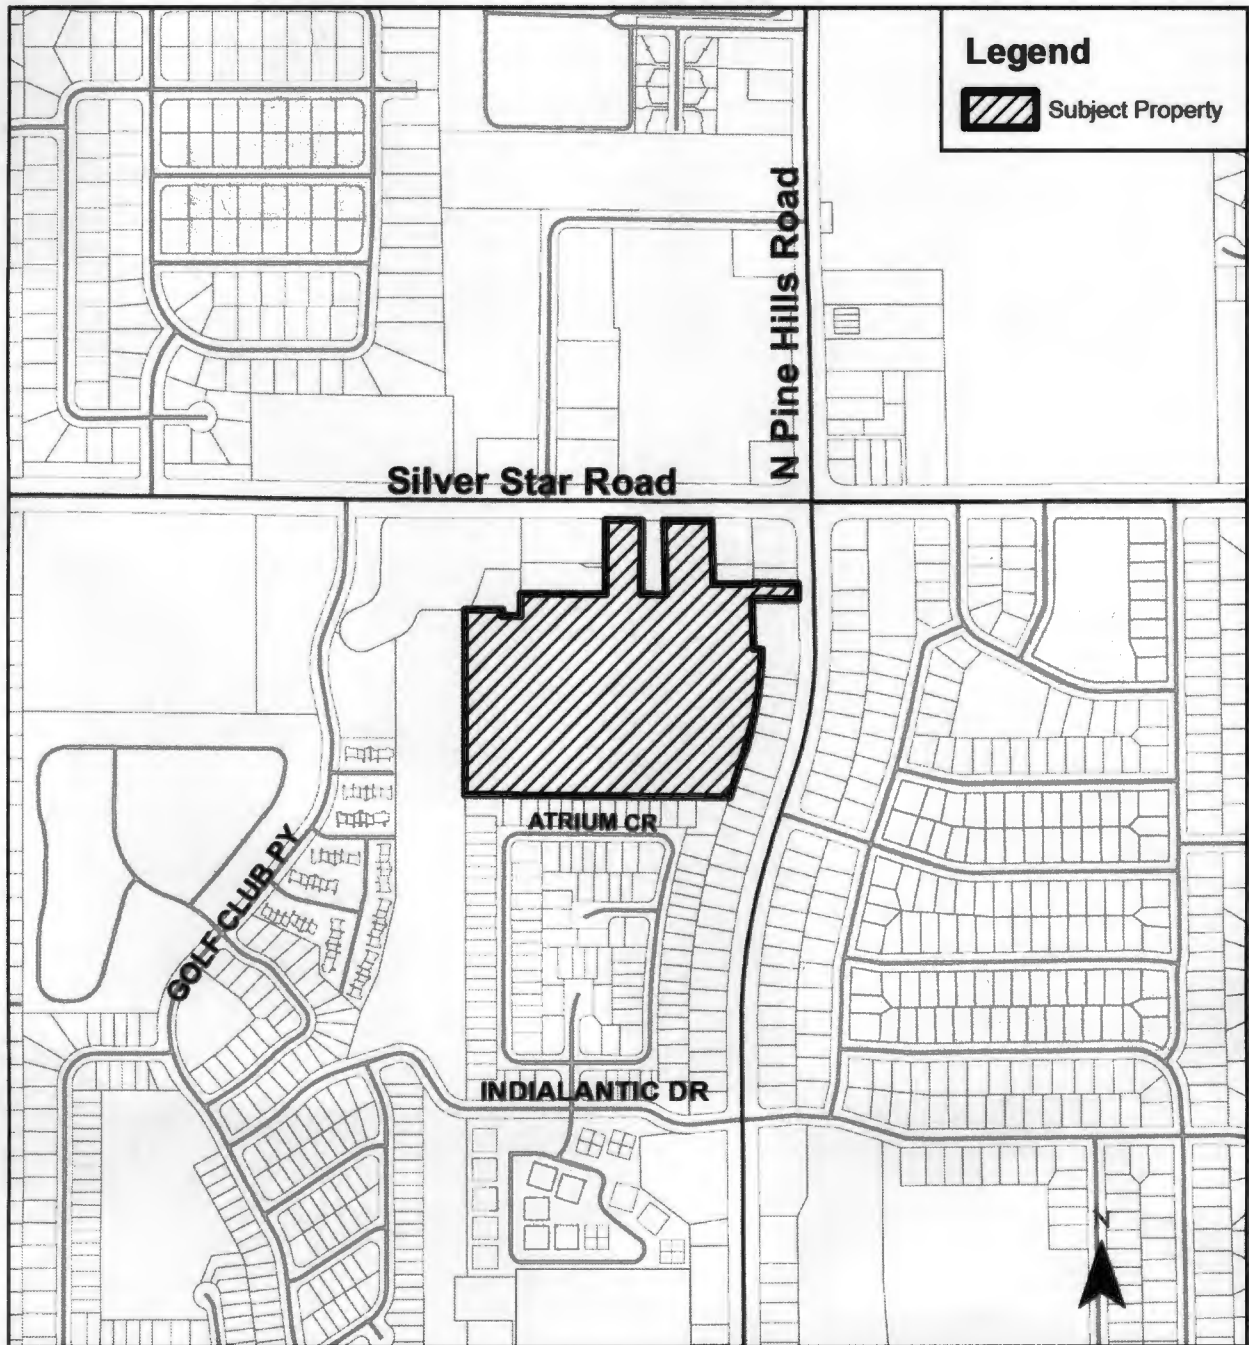 Legend
Subject Property
N Pine Hills Road
Silver Star Road
ATRIUM CR
GOLF CLUB PY
INDIALANTIC DR
N